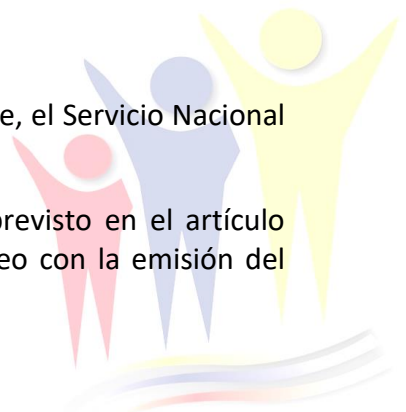 e, el Servicio Nacional
previsto en el artículo
eo con la emisión del